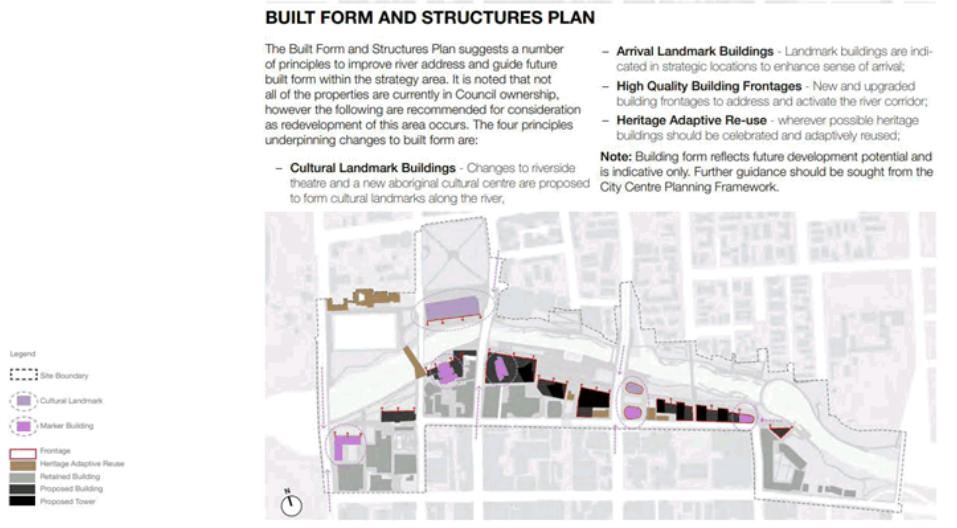 BUILT FORM AND STRUCTURES PLAN
The Built Form and Structures Plan suggests a number
of principles to improve river address and guide future
built form within the strategy area. It is noted that not
all of the properties are currently in Council ownership,
however the following are recommended for consideration
as redevelopment of this area occurs. The four principles
underpinning changes to built form are:
– Cultural Landmark Buildings - Changes to riverside
theatre and a new aboriginal cultural centre are proposed
to form cultural landmarks along the river,
– Arrival Landmark Buildings - Landmark buildings are indi-
cated in strategic locations to enhance sense of arrival;
– High Quality Building Frontages - New and upgraded
building frontages to address and activate the river corridor;
– Heritage Adaptive Re-use - wherever possible heritage
buildings should be celebrated and adaptively reused;
Note: Building form reflects future development potential and
is indicative only. Further guidance should be sought from the
City Centre Planning Framework.
Legend
Site Boundary
Cultural Landmark
Marker Building
Frontage
Heritage Adaptive Reuse
Retained Building
Proposed Building
Proposed Tower
N